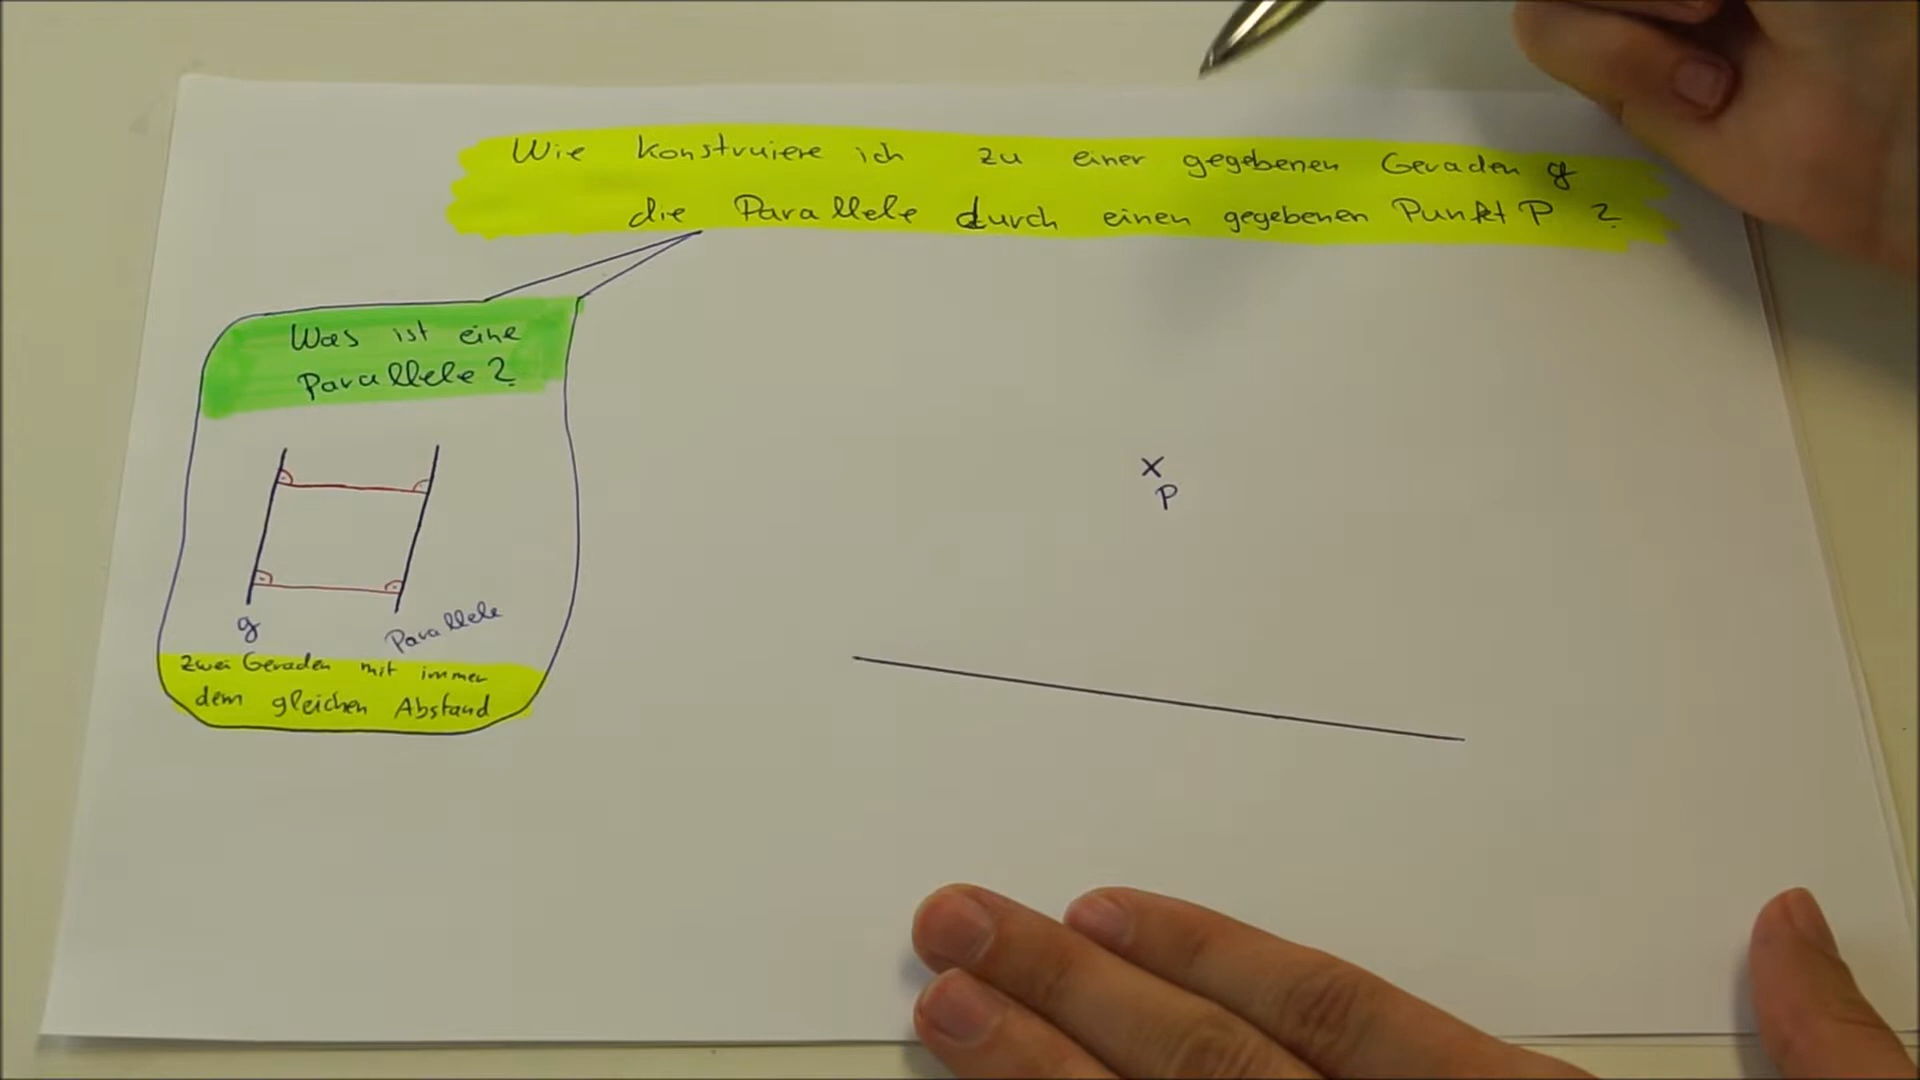 Wie konstruiere ich zu einer gegebenen Geraden g
die Parallele durch einen gegebenen Punkt P ?
Was ist eine
Parallele?
P
g
Parallele
zwei Geraden mit immer
dem gleichen Abstand